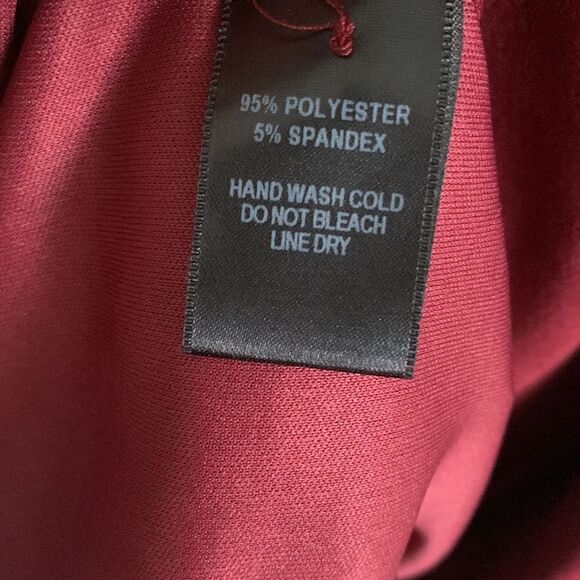 95% POLYESTER
5% SPANDEX
HAND WASH COLD
DO NOT BLEACH
LINE DRY